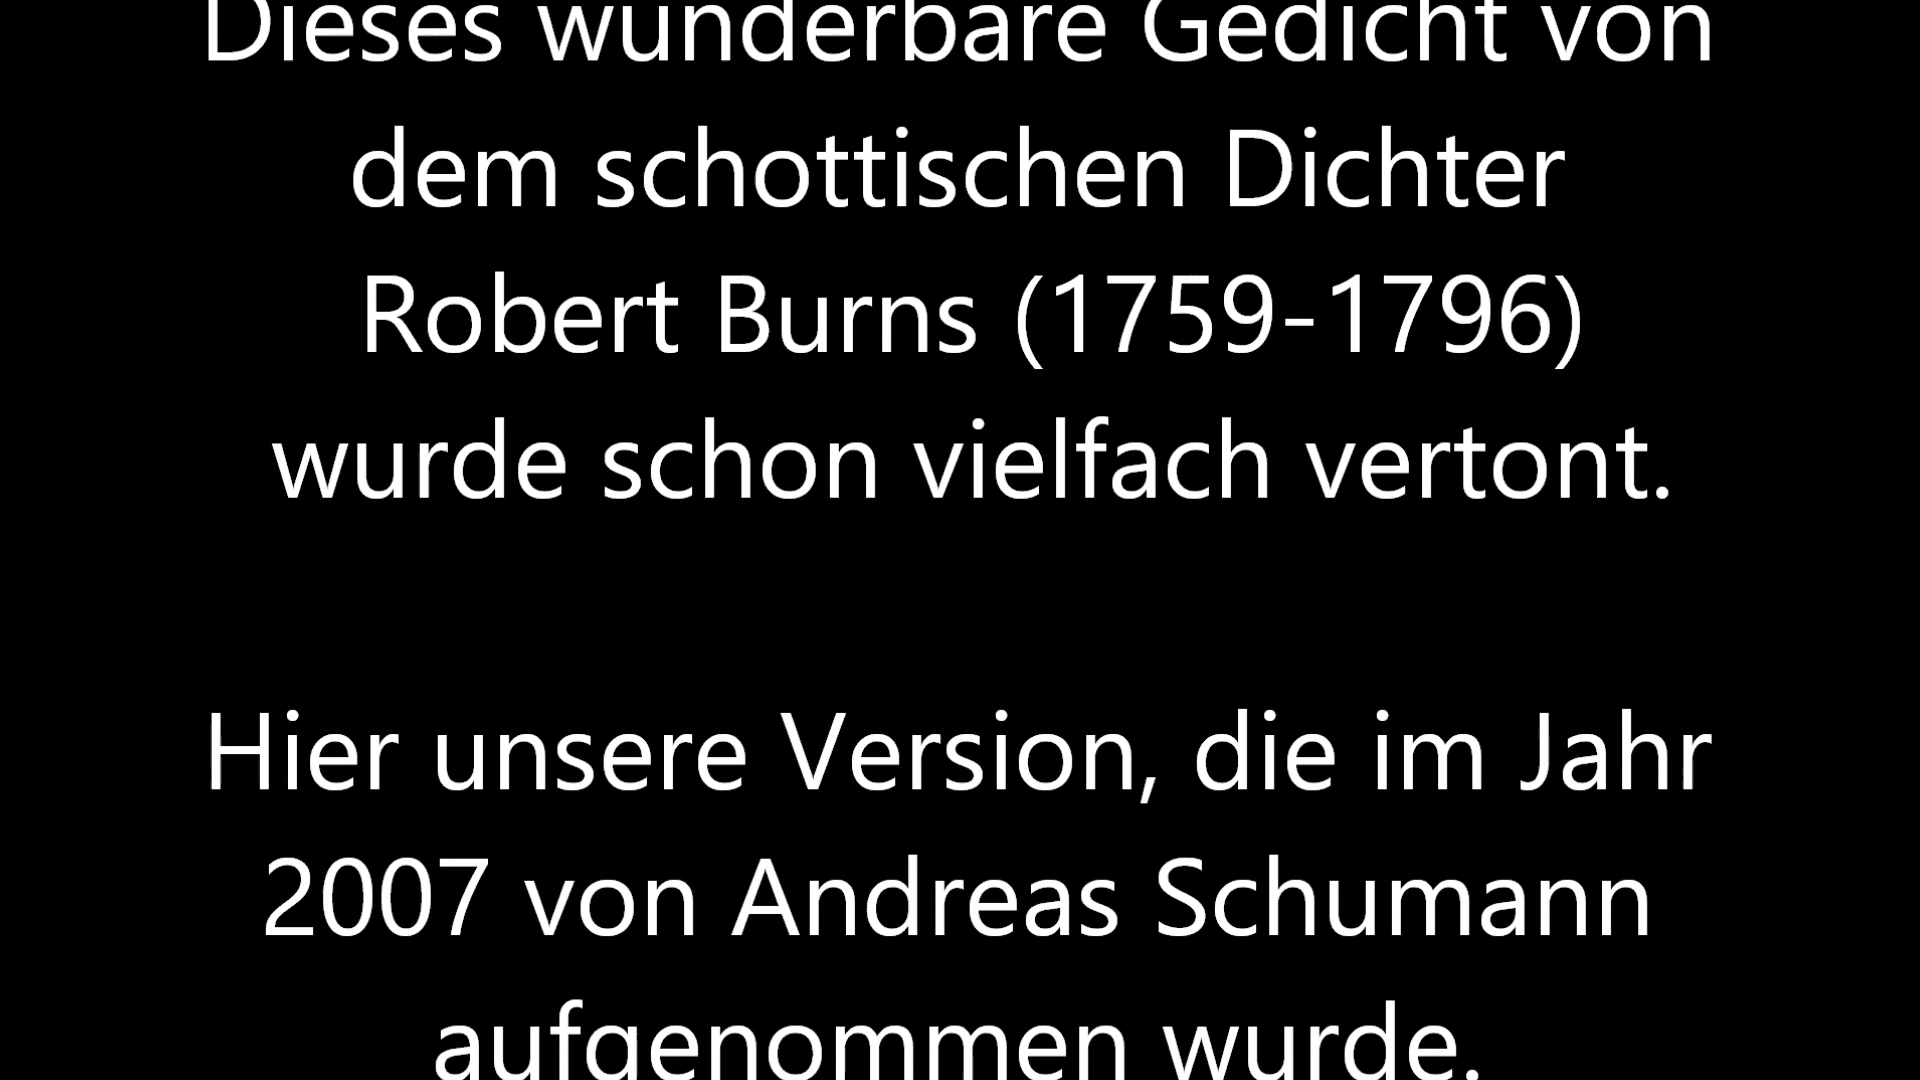 Dieses wunderbare Gedicht von
dem schottischen Dichter
Robert Burns (1759-1796)
wurde schon vielfach vertont.
Hier unsere Version, die im Jahr
2007 von Andreas Schumann
aufgenommen wurde.